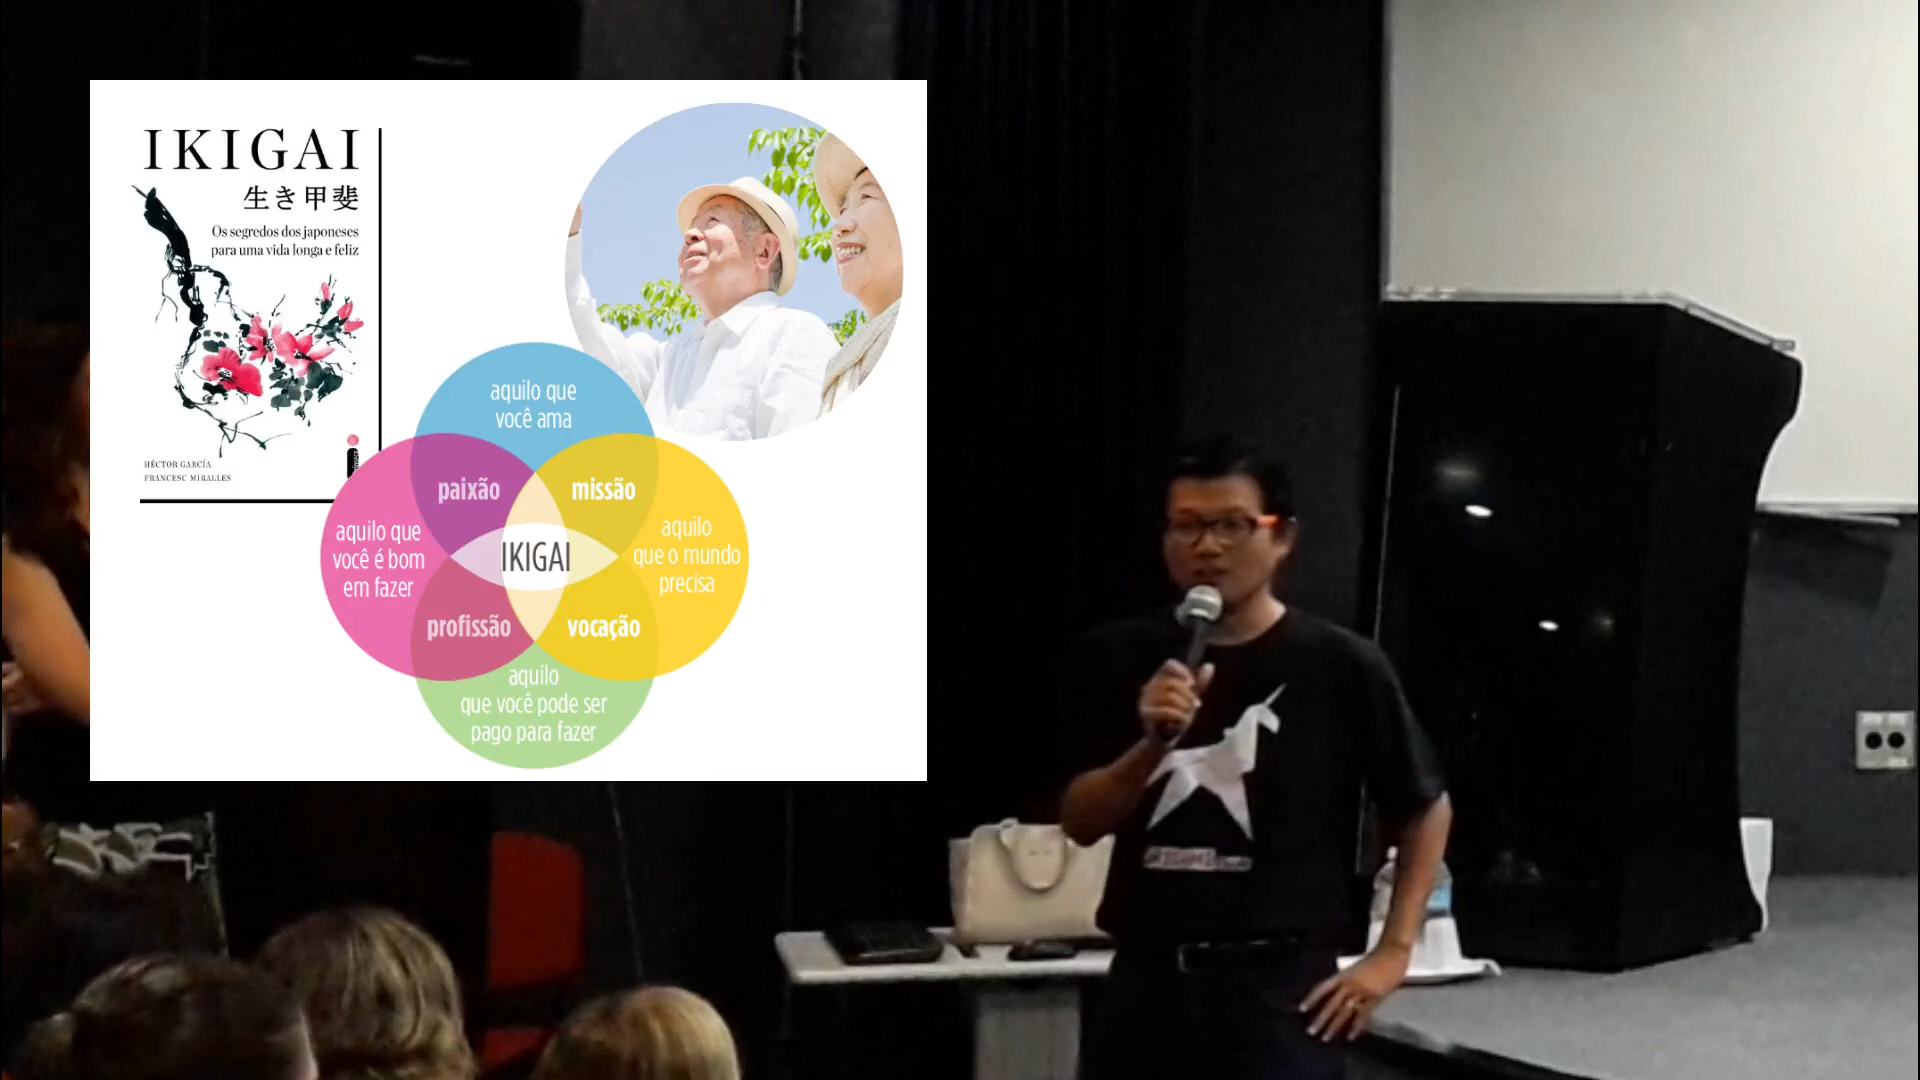 IKIGAI
生き甲斐
Os segredos dos japoneses
para uma vida longa e feliz
HÉCTOR GARCÍA
FRANCESC MIRALLES
aquilo que
você ama
paixão
missão
aquilo que
você é bom
em fazer
IKIGAI
aquilo
que o mundo
precisa
profissão
vocação
aquilo
que você pode ser
pago para fazer